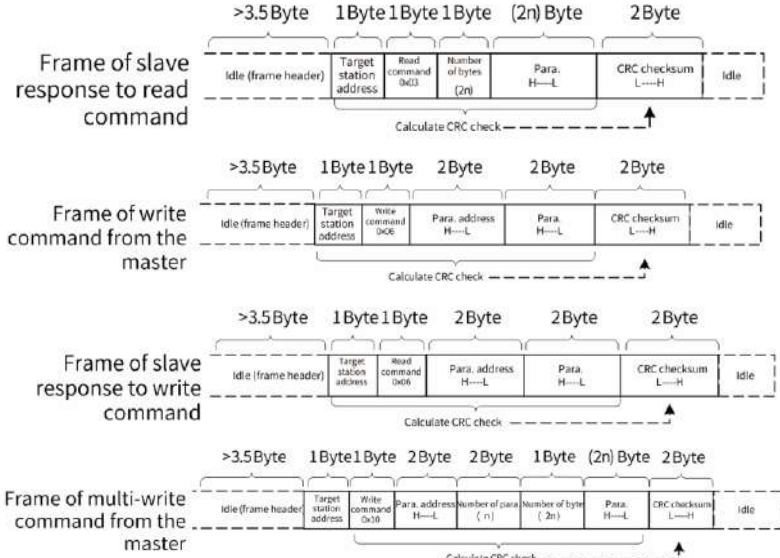 >3.5Byte 1Byte 1Byte 1Byte (2n) Byte 2Byte
Frame of slave response to read command
Idle (frame header)
Target station address
Read command 0x03
Number of bytes (2n)
Para. H----L
CRC checksum L----H
Idle
Calculate CRC check
>3.5Byte 1Byte 1Byte 2Byte 2Byte 2Byte
Frame of write command from the master
Idle (frame header)
Target station address
Write command 0x06
Para. address H----L
Para. H----L
CRC checksum L----H
Idle
Calculate CRC check
>3.5Byte 1Byte 1Byte 2Byte 2Byte 2Byte
Frame of slave response to write command
Idle (frame header)
Target station address
Read command 0x06
Para. address H----L
Para. H----L
CRC checksum L----H
Idle
Calculate CRC check
>3.5Byte 1Byte 1Byte 2Byte 2Byte 1Byte (2n) Byte 2Byte
Frame of multi-write command from the master
Idle (frame header)
Target station address
Write command 0x10
Para. address H----L
Number of para. ( n)
Number of byte ( 2n)
Para. H----L
CRC checksum L----H
Idle
Calculate CRC check